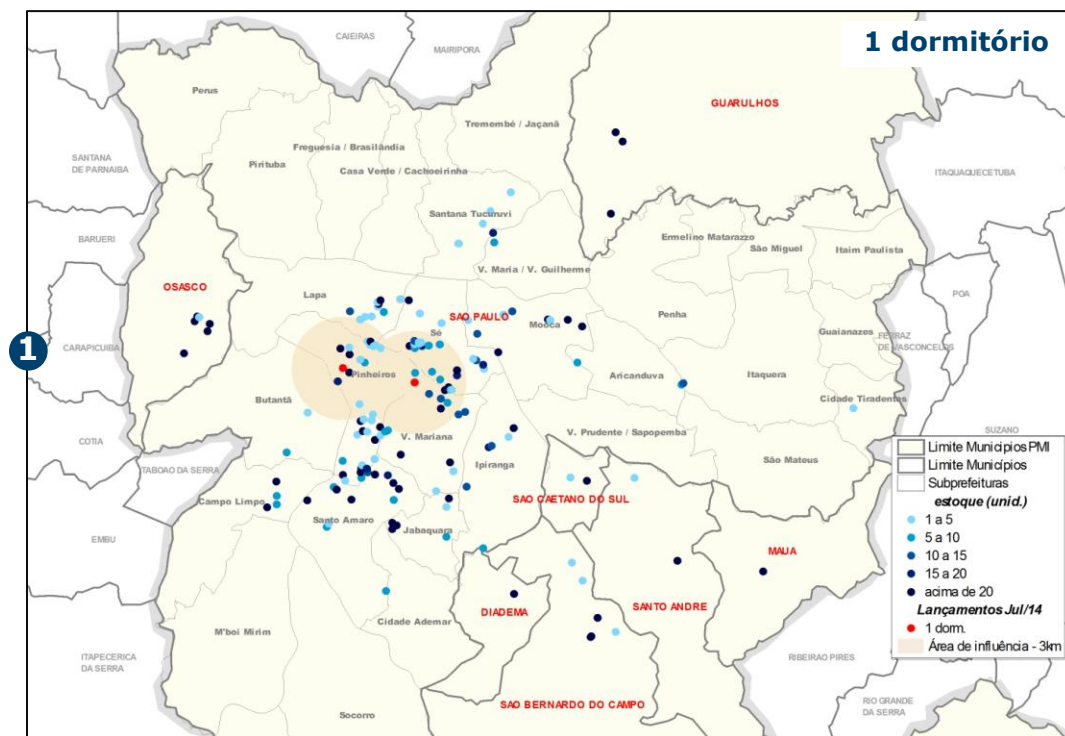 1 dormitório
CAIEIRAS
MAIRIPORA
Perus
GUARULHOS
Tremembé / Jaçanã
Freguesia / Brasilândia
SANTANA
DE PARNAIBA
Pirituba
Casa Verde / Cachoeirinha
ITAQUAQUECETUBA
Santana Tucuruvi
BARUERI
Ermelino Matarazzo
São Miguel
Itaim Paulista
V. Maria / V. Guilherme
OSASCO
Lapa
POA
SAO PAULO
Mooca
Sé
Penha
Guaianazes
FERRAZ
DE VASCONCELOS
1
CARAPICUIBA
Pinheiros
Aricanduva
Itaquera
Butantã
Cidade Tiradentes
COTIA
V. Mariana
V. Prudente / Sapopemba
SUZANO
TABOAO DA SERRA
Ipiranga
São Mateus
Campo Limpo
SAO CAETANO DO SUL
Santo Amaro
Jabaquara
EMBU
MAUA
DIADEMA
SANTO ANDRE
Cidade Ademar
M'boi Mirim
ITAPECERICA
DA SERRA
RIBEIRAO PIRES
SAO BERNARDO DO CAMPO
RIO GRANDE
DA SERRA
Socorro
Limite Municípios PMI
Limite Municípios
Subprefeituras
estoque (unid.)
1 a 5
5 a 10
10 a 15
15 a 20
acima de 20
Lançamentos Jul/14
1 dorm.
Área de influência - 3km